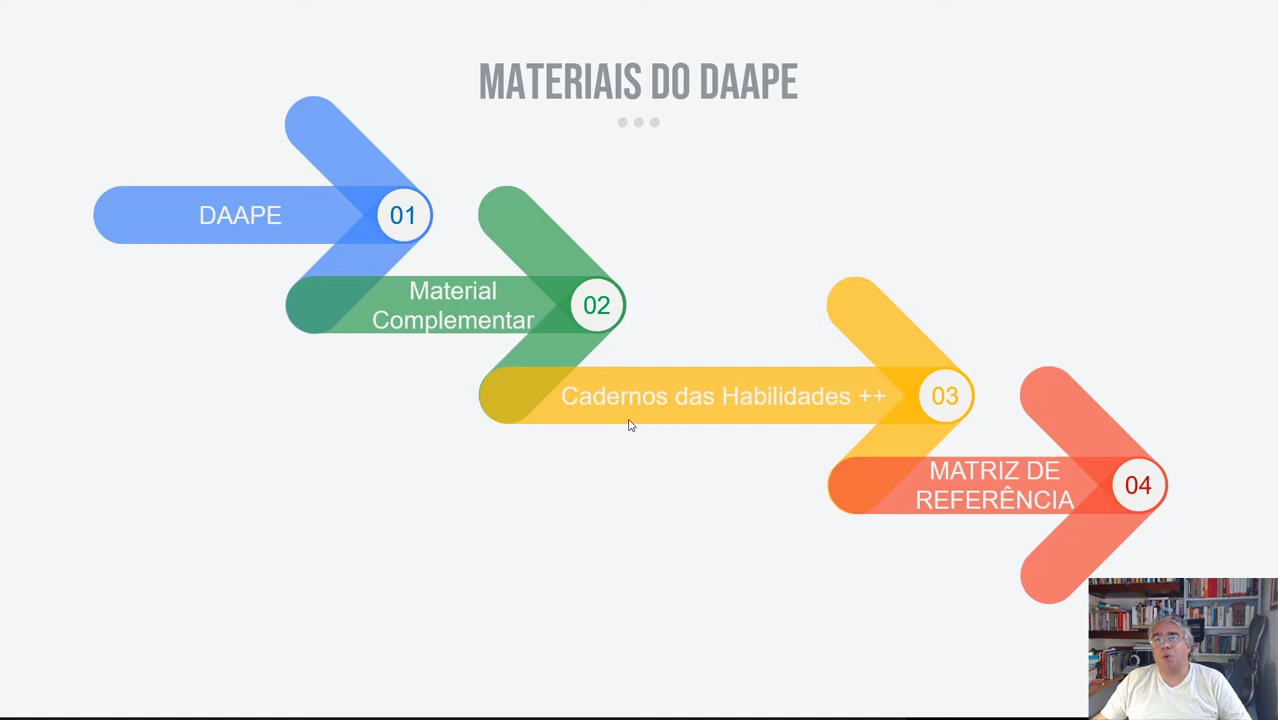 MATERIAIS DO DAAPE
DAAPE
01
Material
Complementar
02
Cadernos das Habilidades ++
03
MATRIZ DE
REFERÊNCIA
04